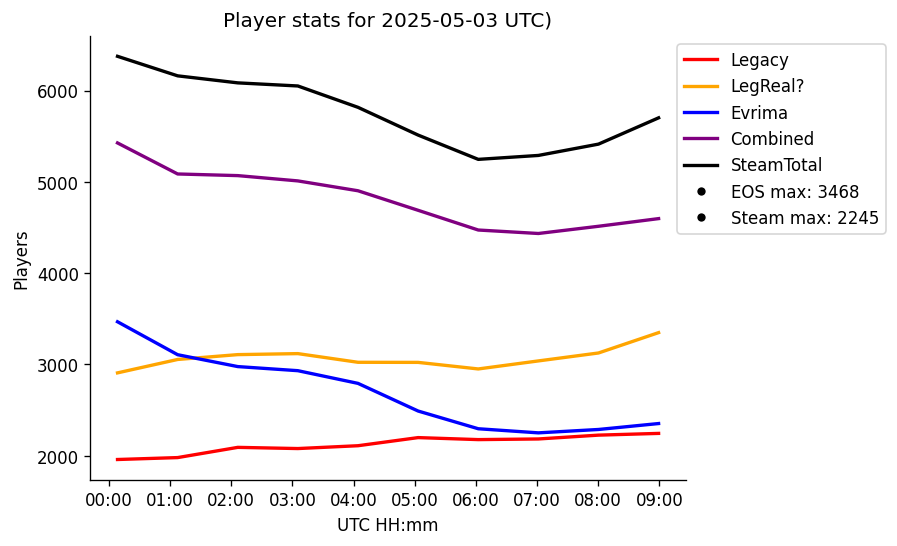 Player stats for 2025-05-03 UTC)
Legacy
LegReal?
Evrima
Combined
SteamTotal
EOS max: 3468
Steam max: 2245
Players
6000
5000
4000
3000
2000
00:00 01:00 02:00 03:00 04:00 05:00 06:00 07:00 08:00 09:00
UTC HH:mm